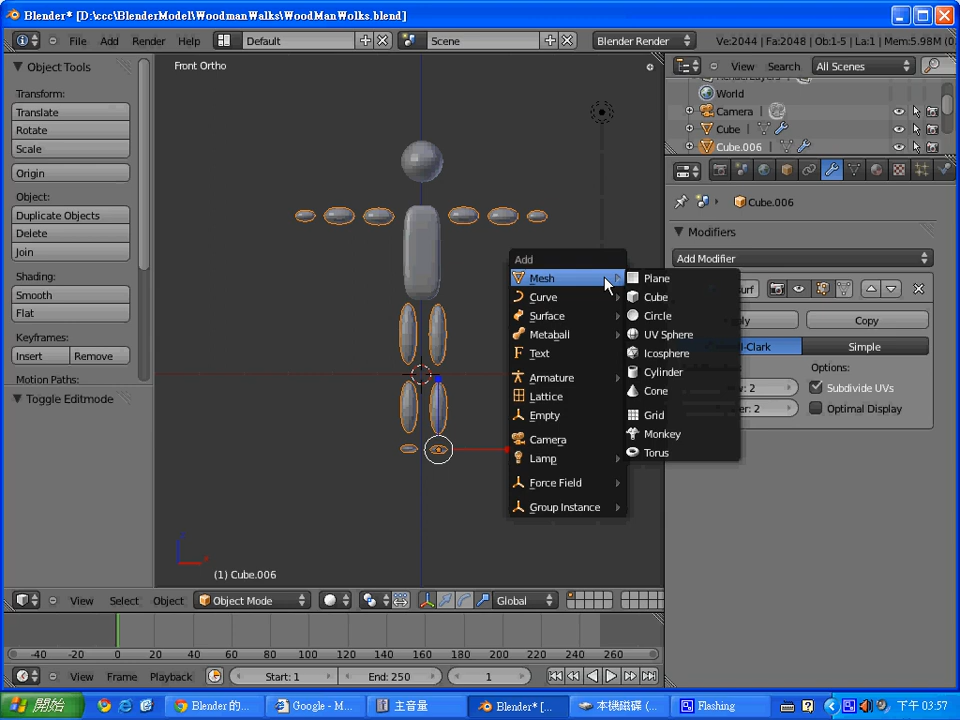 Blender* [D:\ccc\BlenderModel\WoodmanWalks\WoodManWolks.blend]
File Add Render Help Default Scene Blender Render Ve:2044 | Fa:2048 | Ob:1-5 | La:1 | Mem:5.98M
Object Tools
Transform:
Translate
Rotate
Scale
Origin
Object:
Duplicate Objects
Delete
Join
Shading:
Smooth
Flat
Keyframes:
Insert Remove
Motion Paths:
Toggle Editmode
Front Ortho
(1) Cube.006
Add
Mesh
Curve
Surface
Metaball
Text
Armature
Lattice
Empty
Camera
Lamp
Force Field
Group Instance
Plane
Cube
Circle
UV Sphere
Icosphere
Cylinder
Cone
Grid
Monkey
Torus
View Search All Scenes
World
Camera
Cube
Cube.006
Cube.006
Modifiers
Add Modifier
Copy
Simple
Options:
Subdivide UVs
Optimal Display
View Select Object Object Mode Global
-40 -20 0 20 40 60 80 100 120 140 160 180 200 220 240 260
View Frame Playback Start: 1 End: 250 1
開始 Blender 的... Google - M... 主音量 Blender* [... 本機磁碟 (... Flashing 下午 03:57